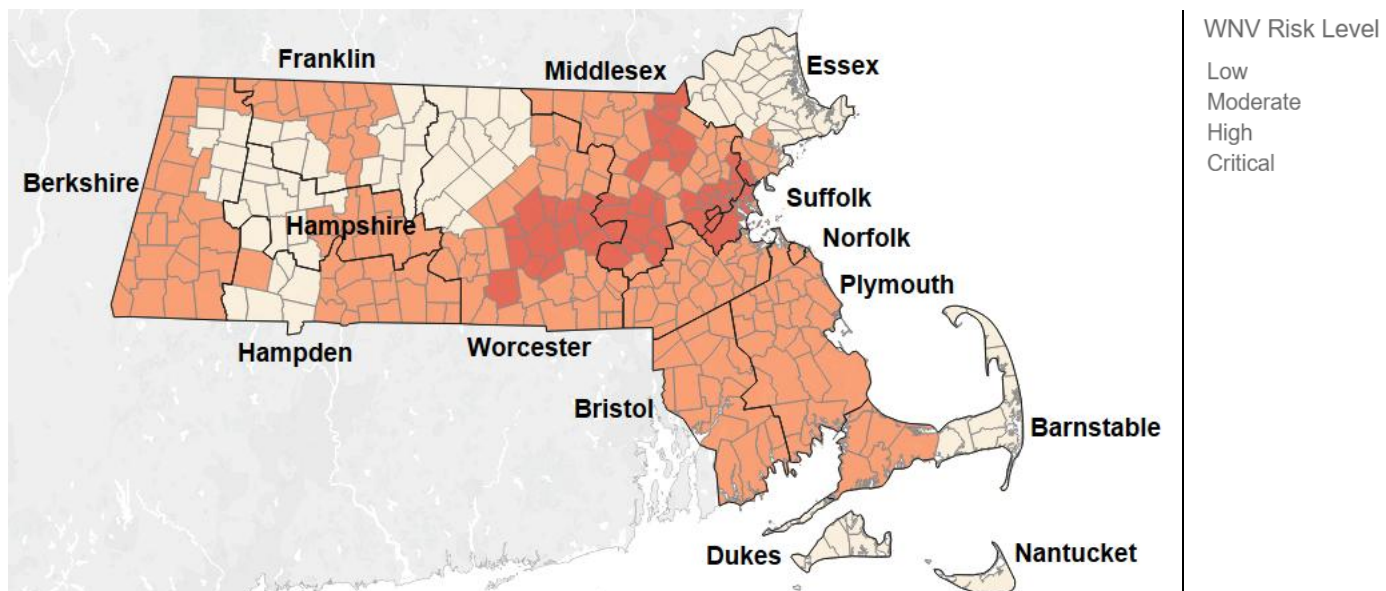 Franklin
Middlesex
Essex
Berkshire
Hampshire
Suffolk
Norfolk
Plymouth
Hampden
Worcester
Bristol
Barnstable
Dukes
Nantucket
WNV Risk Level
Low
Moderate
High
Critical